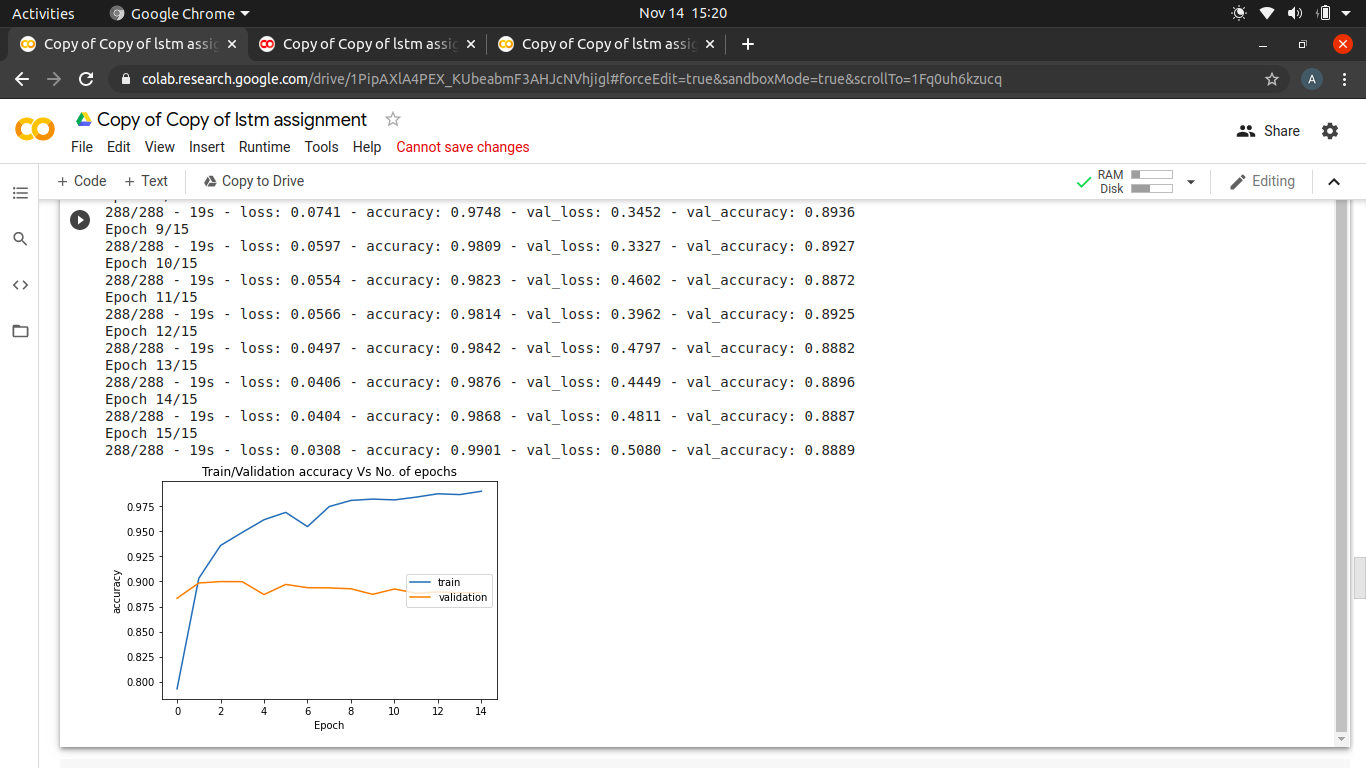 Activities
Google Chrome
Nov 14 15:20
Copy of Copy of lstm assig
Copy of Copy of lstm assig
Copy of Copy of lstm assig
colab.research.google.com/drive/1PipAXlA4PEX_KUbeabmF3AHJcNVhjigl#forceEdit=true&sandboxMode=true&scrollTo=1Fq0uh6kzucq
A
Copy of Copy of lstm assignment
Share
File Edit View Insert Runtime Tools Help Cannot save changes
+ Code + Text Copy to Drive
RAM
Disk
Editing
288/288 - 19s - loss: 0.0741 - accuracy: 0.9748 - val_loss: 0.3452 - val_accuracy: 0.8936
Epoch 9/15
288/288 - 19s - loss: 0.0597 - accuracy: 0.9809 - val_loss: 0.3327 - val_accuracy: 0.8927
Epoch 10/15
288/288 - 19s - loss: 0.0554 - accuracy: 0.9823 - val_loss: 0.4602 - val_accuracy: 0.8872
Epoch 11/15
288/288 - 19s - loss: 0.0566 - accuracy: 0.9814 - val_loss: 0.3962 - val_accuracy: 0.8925
Epoch 12/15
288/288 - 19s - loss: 0.0497 - accuracy: 0.9842 - val_loss: 0.4797 - val_accuracy: 0.8882
Epoch 13/15
288/288 - 19s - loss: 0.0406 - accuracy: 0.9876 - val_loss: 0.4449 - val_accuracy: 0.8896
Epoch 14/15
288/288 - 19s - loss: 0.0404 - accuracy: 0.9868 - val_loss: 0.4811 - val_accuracy: 0.8887
Epoch 15/15
288/288 - 19s - loss: 0.0308 - accuracy: 0.9901 - val_loss: 0.5080 - val_accuracy: 0.8889
Train/Validation accuracy Vs No. of epochs
0.975
0.950
0.925
0.900
0.875
0.850
0.825
0.800
accuracy
train
validation
0 2 4 6 8 10 12 14
Epoch